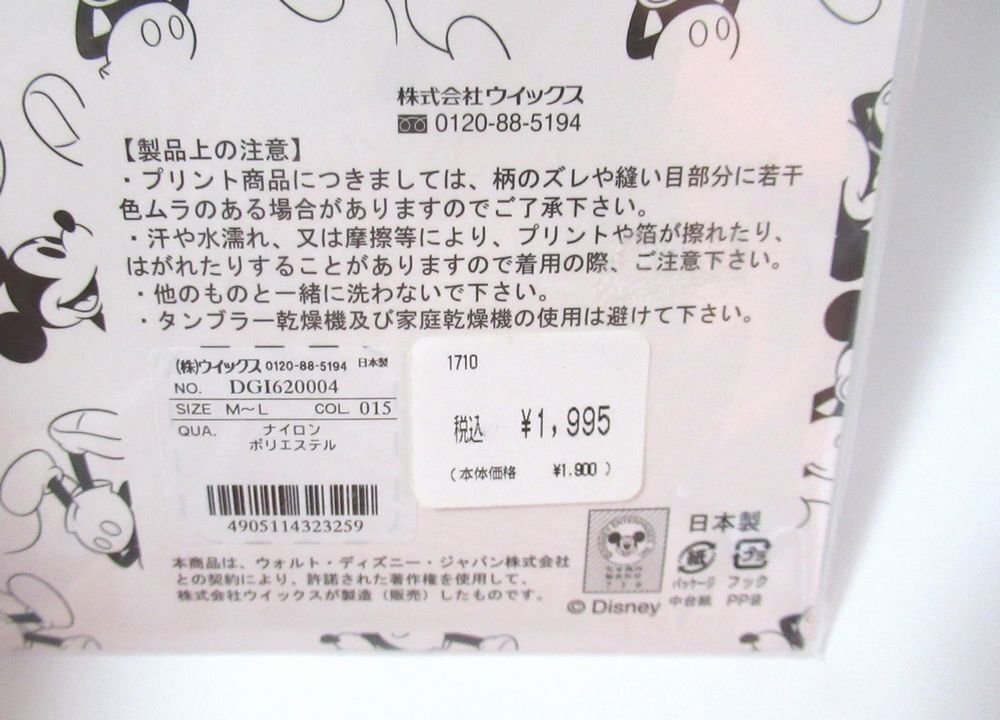 株式会社ウイックス
0120-88-5194
【製品上の注意】
・プリント商品につきましては、柄のズレや縫い目部分に若干
色ムラのある場合がありますのでご了承下さい。
・汗や水濡れ、又は摩擦等により、プリントや箔が擦れたり、
はがれたりすることがありますので着用の際、ご注意下さい。
・他のものと一緒に洗わないで下さい。
・タンブラー乾燥機及び家庭乾燥機の使用は避けて下さい。
(株)ウイックス 0120-88-5194 日本製
NO. DGI620004
SIZE M～L COL. 015
QUA. ナイロン
ポリエステル
4905114323259
1710
税込 ¥1,995
(本体価格 ¥1,900)
本商品は、ウォルト・ディズニー・ジャパン株式会社
との契約により、許諾された著作権を使用して、
株式会社ウイックスが製造（販売）したものです。
日本製
紙 プラ
パッケージ フック
中台紙 PP袋
© Disney